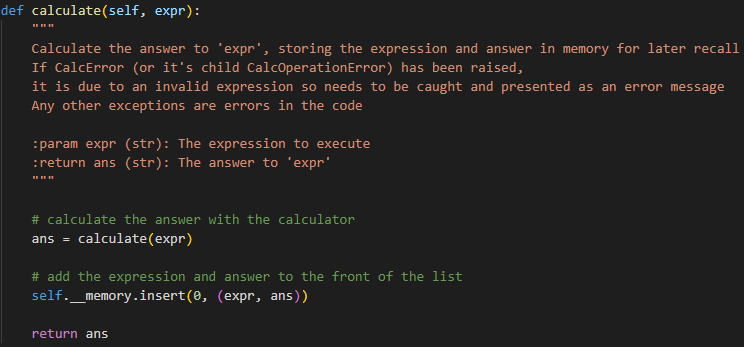 def calculate(self, expr):
    """
    Calculate the answer to 'expr', storing the expression and answer in memory for later recall
    If CalcError (or it's child CalcOperationError) has been raised,
    it is due to an invalid expression so needs to be caught and presented as an error message
    Any other exceptions are errors in the code

    :param expr (str): The expression to execute
    :return ans (str): The answer to 'expr'
    """

    # calculate the answer with the calculator
    ans = calculate(expr)

    # add the expression and answer to the front of the list
    self.__memory.insert(0, (expr, ans))

    return ans